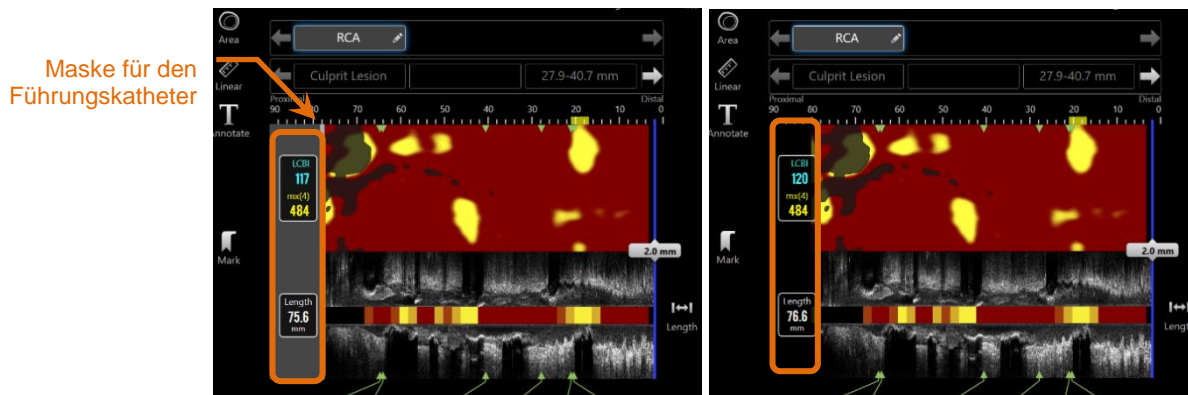 Maske für den
Führungskatheter
Area
RCA
Linear
Culprit Lesion
27.9-40.7 mm
Proximal
Distal
90 80 70 60 50 40 30 20 10 0
Annotate
LCBI
117
mx(4)
484
Mark
2.0 mm
Length
75.6
mm
Length
Area
RCA
Linear
Culprit Lesion
27.9-40.7 mm
Proximal
Distal
90 80 70 60 50 40 30 20 10 0
Annotate
LCBI
120
mx(4)
484
Mark
2.0 mm
Length
76.6
mm
Length